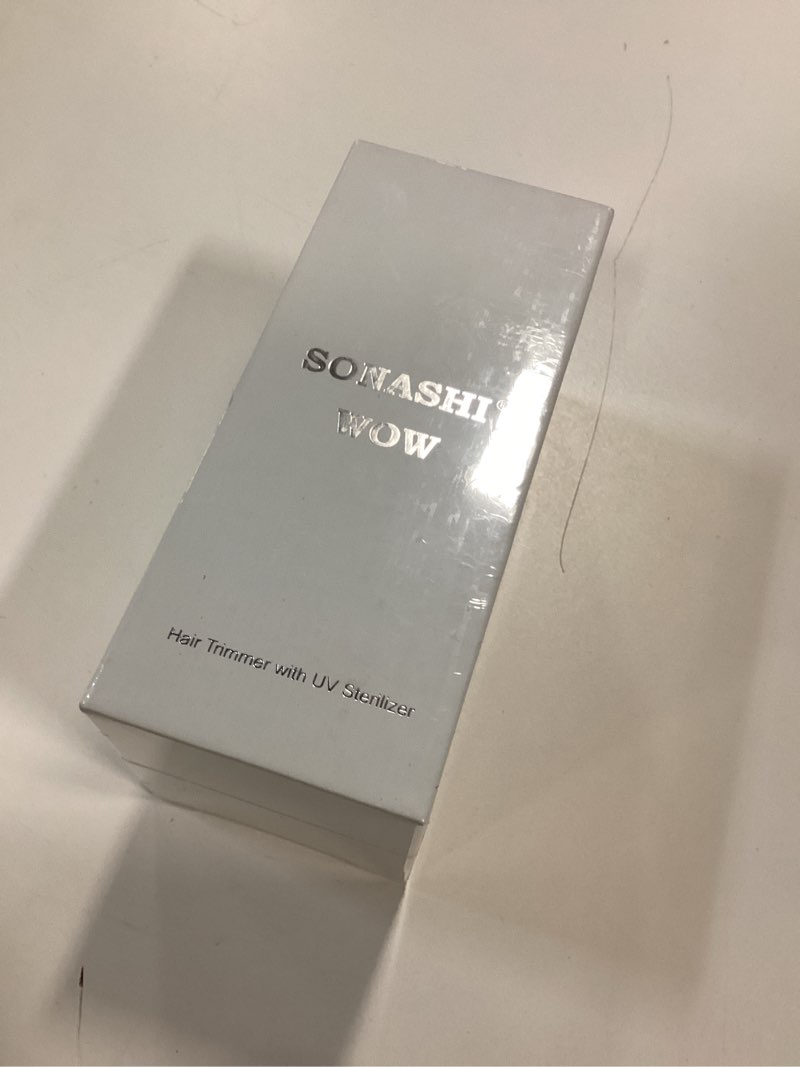 SONASHI®
WOW
Hair Trimmer with UV Sterilizer